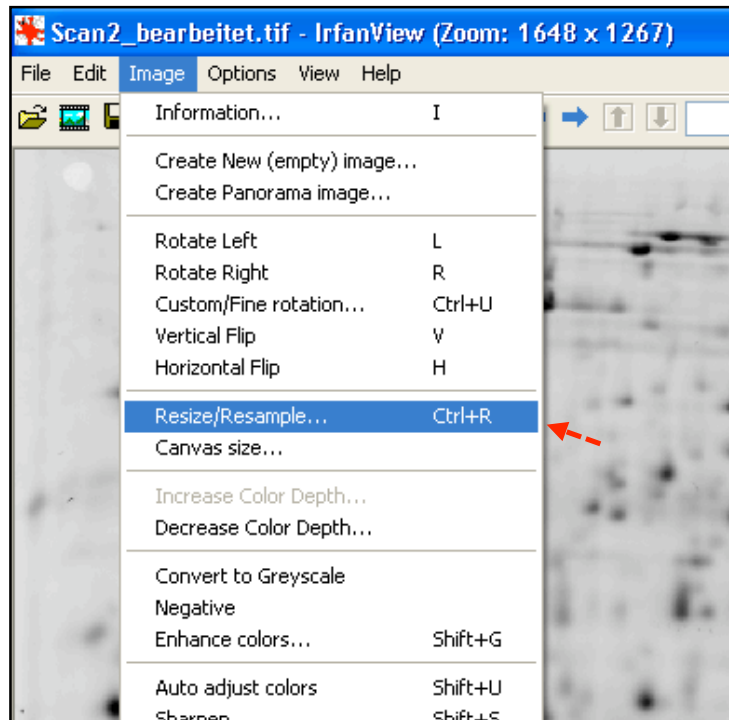 Scan2_bearbeitet.tif - IrfanView (Zoom: 1648 x 1267)
File Edit Image Options View Help
Information... I
Create New (empty) image...
Create Panorama image...
Rotate Left L
Rotate Right R
Custom/Fine rotation... Ctrl+U
Vertical Flip V
Horizontal Flip H
Resize/Resample... Ctrl+R
Canvas size...
Increase Color Depth...
Decrease Color Depth...
Convert to Greyscale
Negative
Enhance colors... Shift+G
Auto adjust colors Shift+U
Sharpen Shift+S